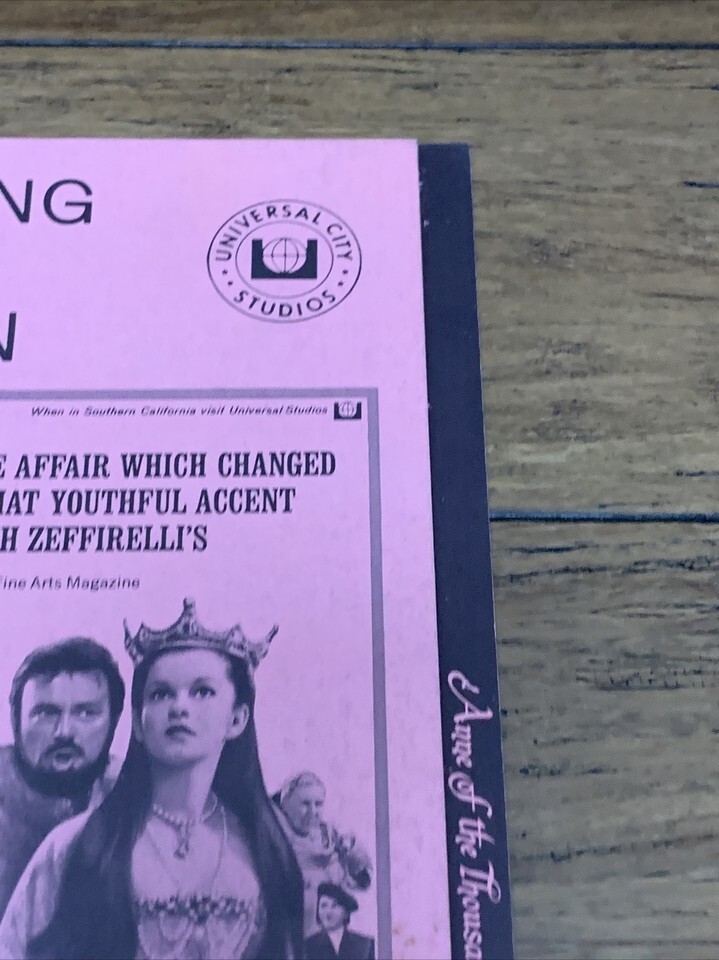 NG
UNIVERSAL CITY
STUDIOS
N
When in Southern California visit Universal Studios
E AFFAIR WHICH CHANGED
HAT YOUTHFUL ACCENT
H ZEFFIRELLI'S
Fine Arts Magazine
Anne of the Thousa